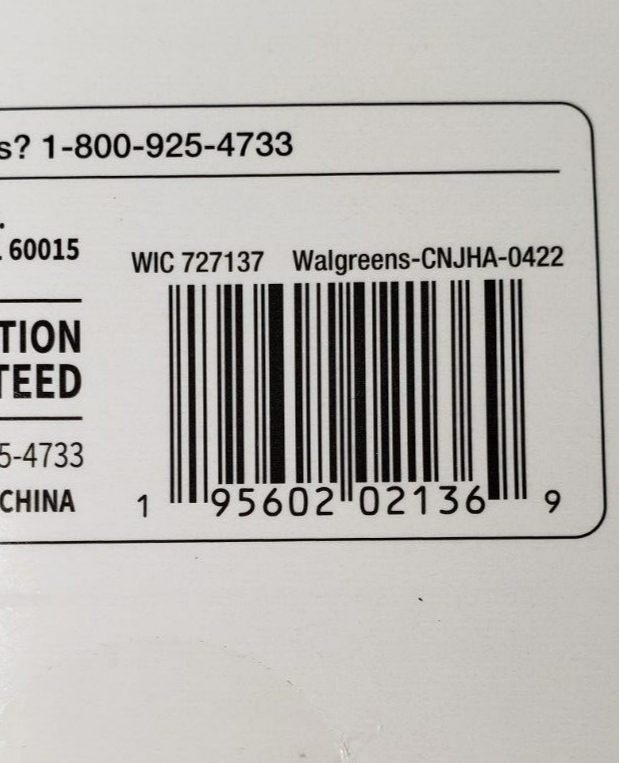 s? 1-800-925-4733
60015
WIC 727137 Walgreens-CNJHA-0422
TION
TEED
5-4733
CHINA
1 95602 02136 9